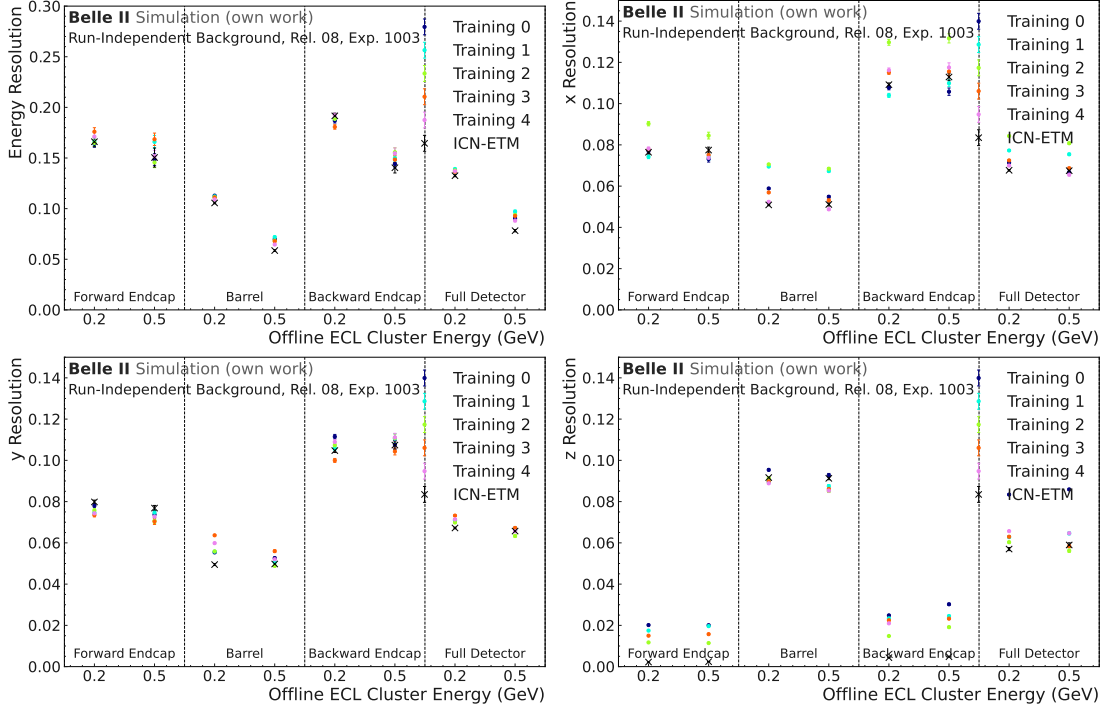 Belle II Simulation (own work)
Run-Independent Background, Rel. 08, Exp. 1003
Training 0
Training 1
Training 2
Training 3
Training 4
ICN-ETM
Energy Resolution
0.30
0.25
0.20
0.15
0.10
0.05
0.00
Forward Endcap Barrel Backward Endcap Full Detector
0.2 0.5 0.2 0.5 0.2 0.5 0.2 0.5
Offline ECL Cluster Energy (GeV)
Belle II Simulation (own work)
Run-Independent Background, Rel. 08, Exp. 1003
Training 0
Training 1
Training 2
Training 3
Training 4
ICN-ETM
x Resolution
0.14
0.12
0.10
0.08
0.06
0.04
0.02
0.00
Forward Endcap Barrel Backward Endcap Full Detector
0.2 0.5 0.2 0.5 0.2 0.5 0.2 0.5
Offline ECL Cluster Energy (GeV)
Belle II Simulation (own work)
Run-Independent Background, Rel. 08, Exp. 1003
Training 0
Training 1
Training 2
Training 3
Training 4
ICN-ETM
y Resolution
0.14
0.12
0.10
0.08
0.06
0.04
0.02
0.00
Forward Endcap Barrel Backward Endcap Full Detector
0.2 0.5 0.2 0.5 0.2 0.5 0.2 0.5
Offline ECL Cluster Energy (GeV)
Belle II Simulation (own work)
Run-Independent Background, Rel. 08, Exp. 1003
Training 0
Training 1
Training 2
Training 3
Training 4
ICN-ETM
z Resolution
0.14
0.12
0.10
0.08
0.06
0.04
0.02
0.00
Forward Endcap Barrel Backward Endcap Full Detector
0.2 0.5 0.2 0.5 0.2 0.5 0.2 0.5
Offline ECL Cluster Energy (GeV)